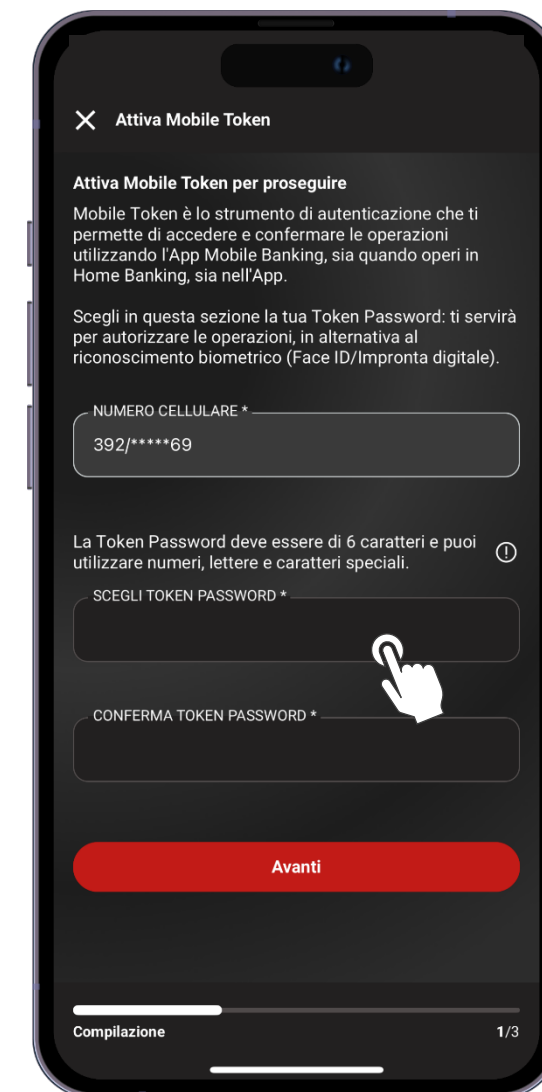 Attiva Mobile Token
Attiva Mobile Token per proseguire
Mobile Token è lo strumento di autenticazione che ti
permette di accedere e confermare le operazioni
utilizzando l'App Mobile Banking, sia quando operi in
Home Banking, sia nell'App.
Scegli in questa sezione la tua Token Password: ti servirà
per autorizzare le operazioni, in alternativa al
riconoscimento biometrico (Face ID/Impronta digitale).
NUMERO CELLULARE *
392/*****69
La Token Password deve essere di 6 caratteri e puoi
utilizzare numeri, lettere e caratteri speciali.
SCEGLI TOKEN PASSWORD *
CONFERMA TOKEN PASSWORD *
Avanti
Compilazione 1/3